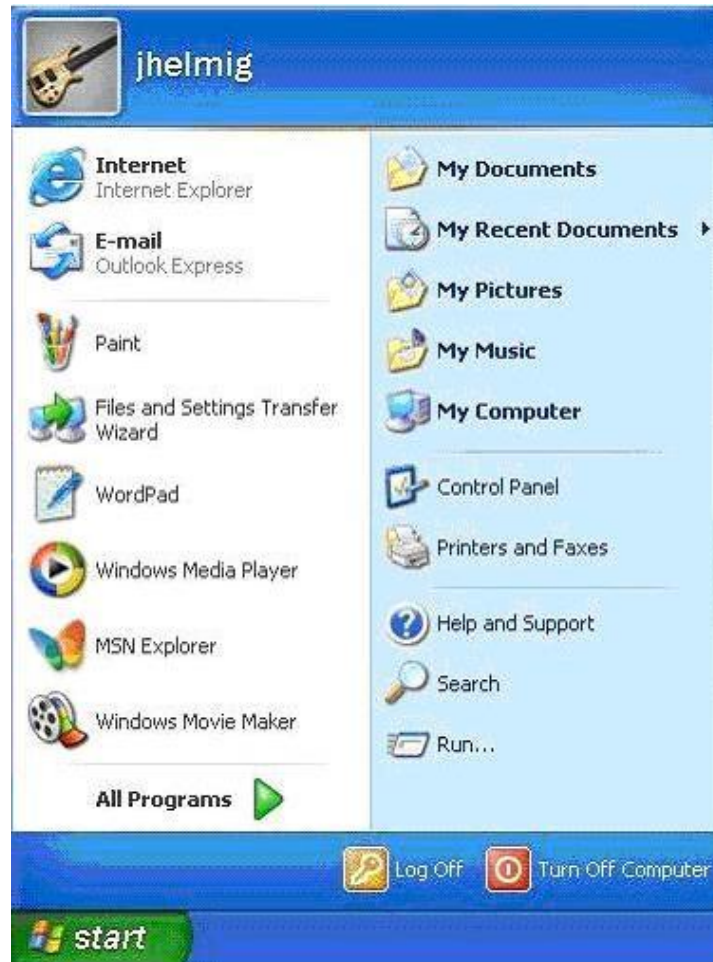 jhelmig
Internet
Internet Explorer
E-mail
Outlook Express
Paint
Files and Settings Transfer
Wizard
WordPad
Windows Media Player
MSN Explorer
Windows Movie Maker
All Programs
My Documents
My Recent Documents
My Pictures
My Music
My Computer
Control Panel
Printers and Faxes
Help and Support
Search
Run...
Log Off
Turn Off Computer
start